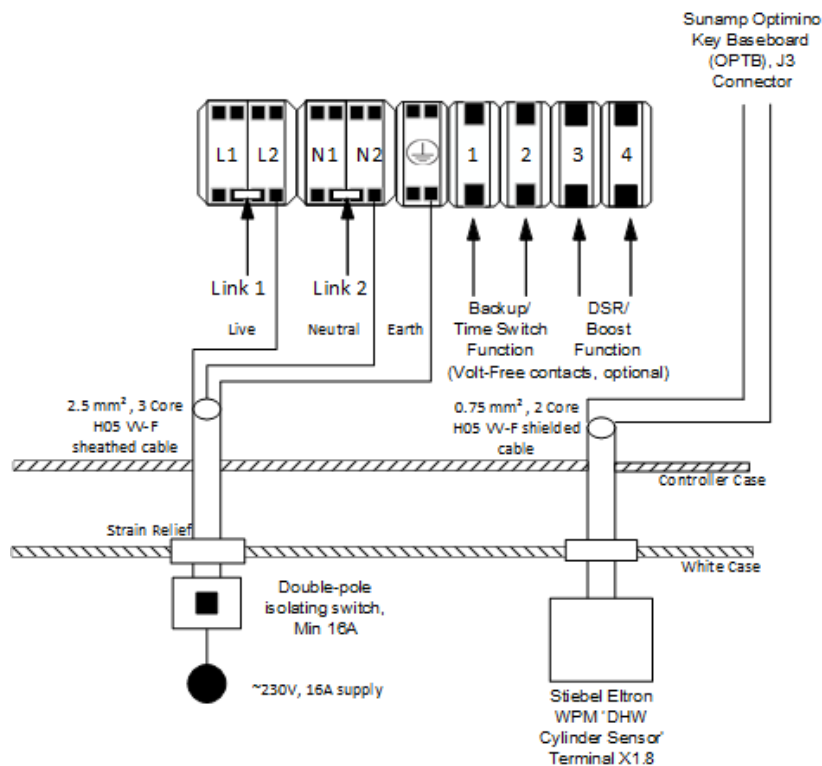 Sunamp Optimino
Key Baseboard
(OPTB), J3
Connector
L1 L2 N1 N2 1 2 3 4
Link 1
Link 2
Live
Neutral
Earth
Backup/
Time Switch
Function
DSR/
Boost
Function
(Volt-Free contacts, optional)
2.5 mm², 3 Core
H05 VV-F
sheathed cable
0.75 mm², 2 Core
H05 VV-F shielded
cable
Controller Case
Strain Relief
White Case
Double-pole
isolating switch,
Min 16A
~230V, 16A supply
Stiebel Eltron
WPM 'DHW
Cylinder Sensor'
Terminal X1.8